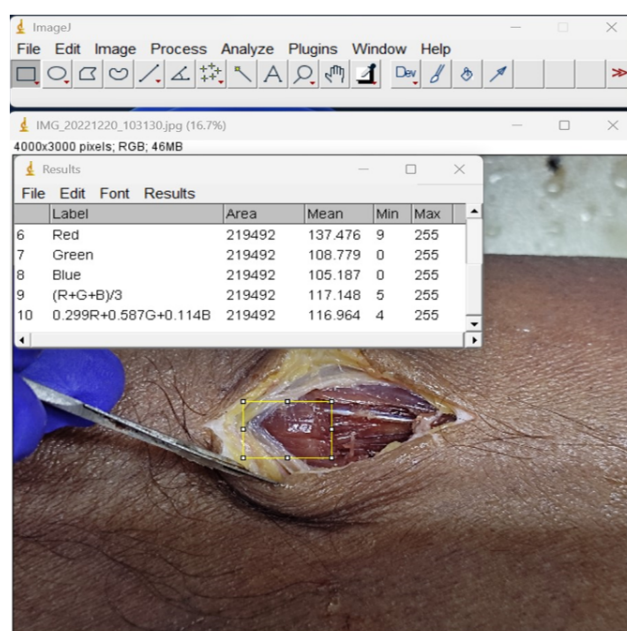 ImageJ
File Edit Image Process Analyze Plugins Window Help
A Dev
IMG_20221220_103130.jpg (16.7%)
4000x3000 pixels; RGB; 46MB
Results
File Edit Font Results
Label Area Mean Min Max
6 Red 219492 137.476 9 255
7 Green 219492 108.779 0 255
8 Blue 219492 105.187 0 255
9 (R+G+B)/3 219492 117.148 5 255
10 0.299R+0.587G+0.114B 219492 116.964 4 255